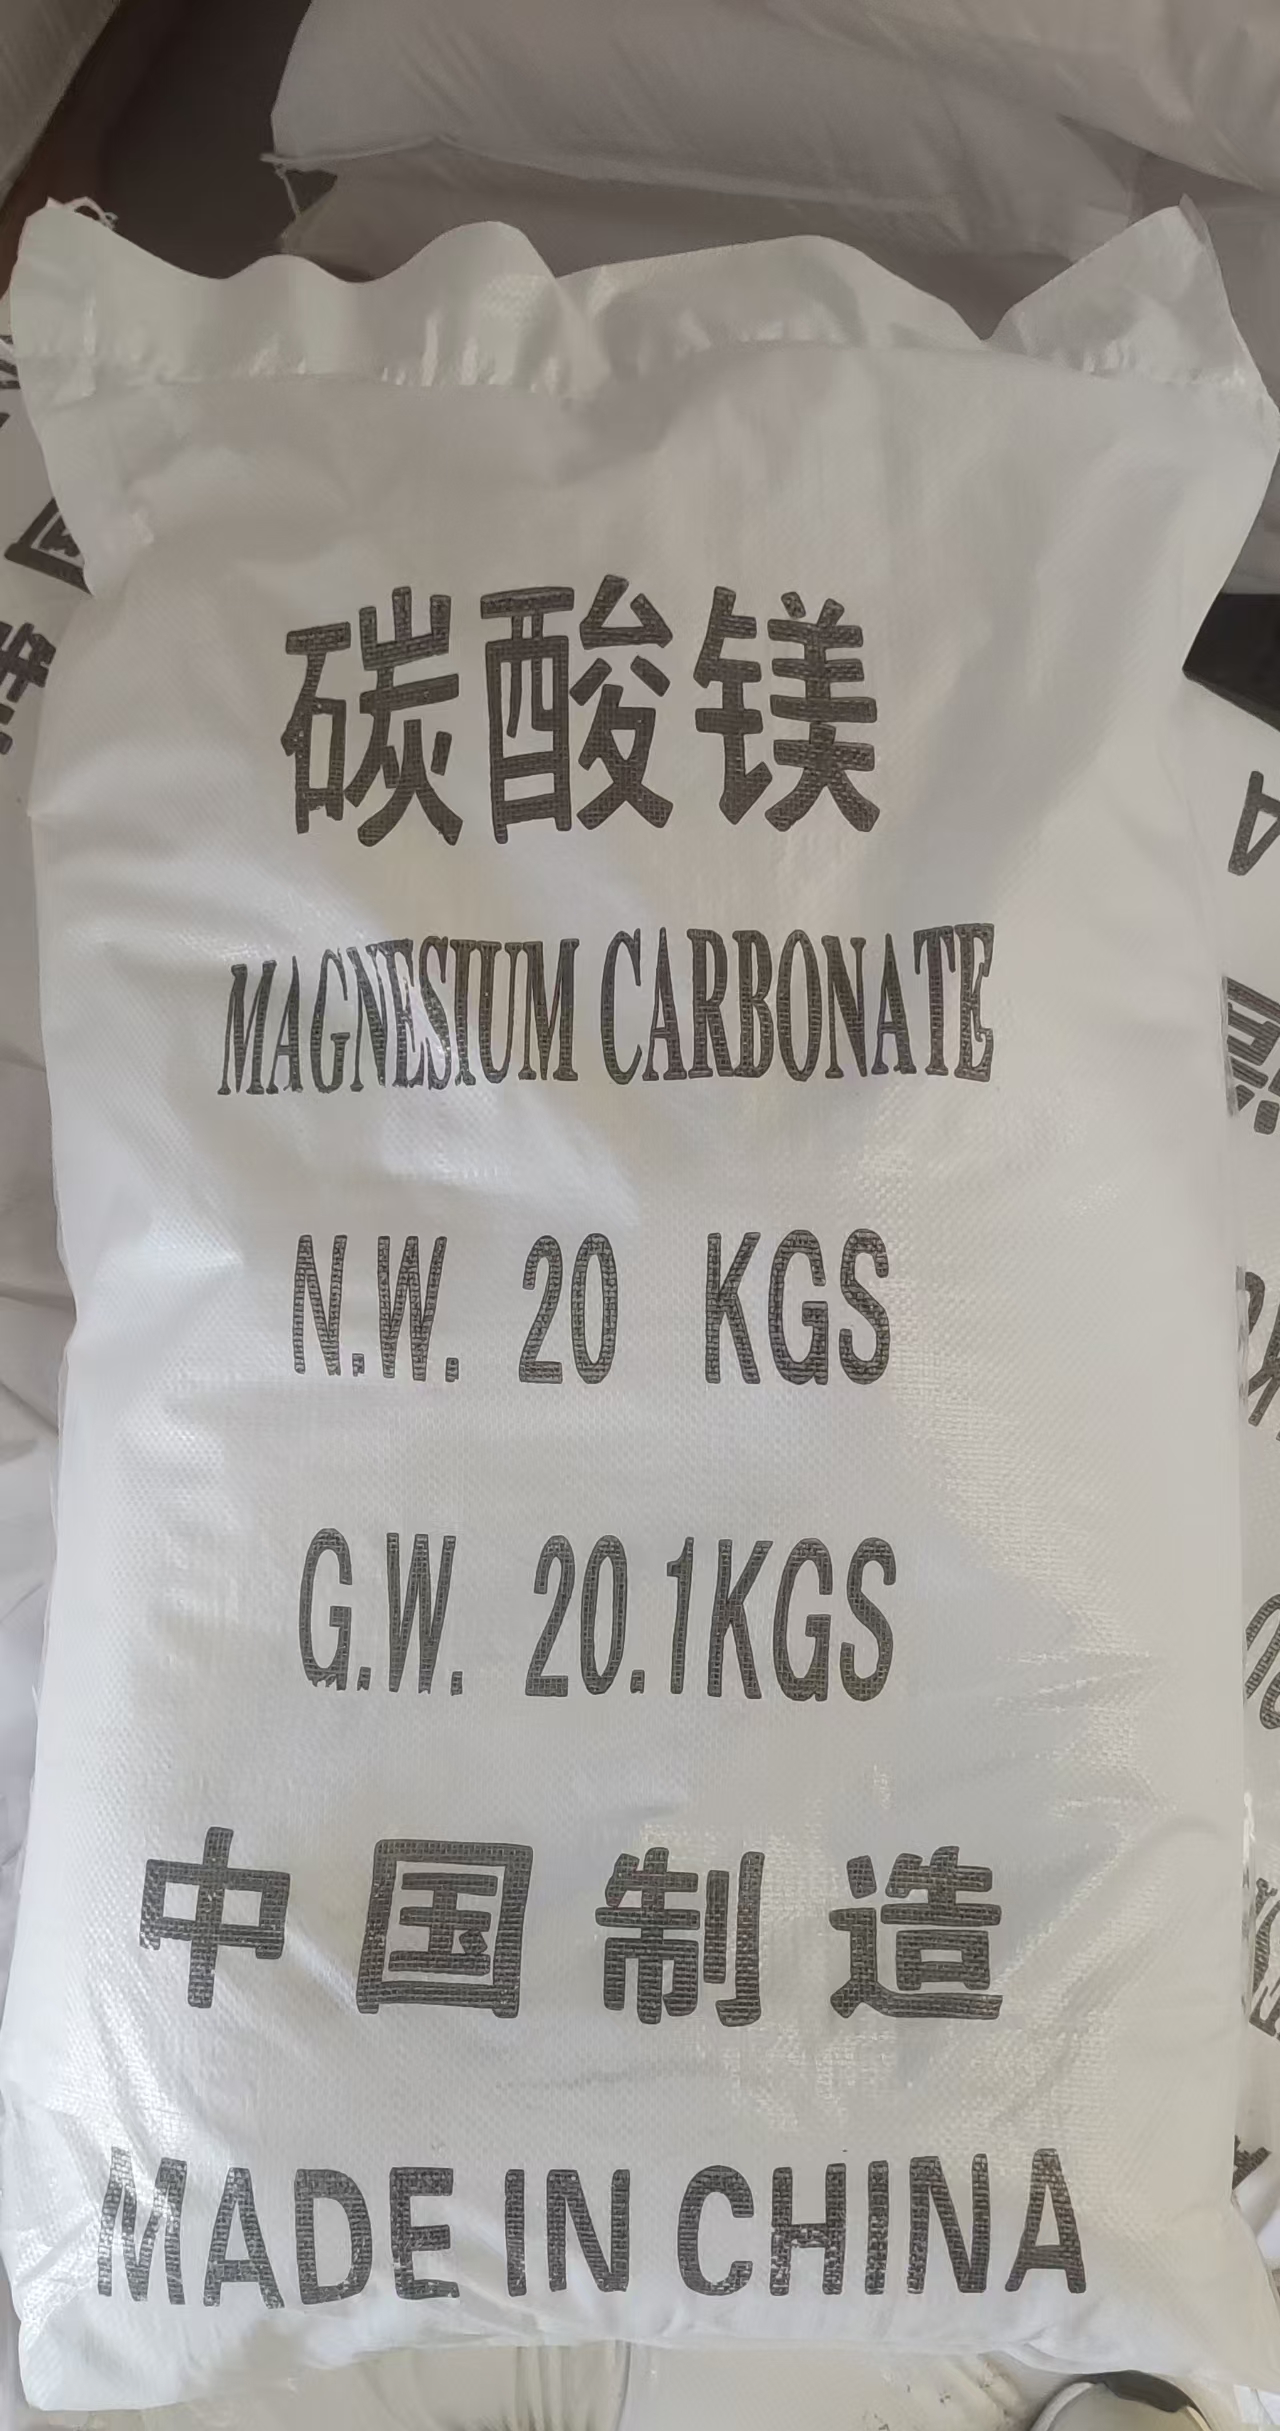 碳酸镁
MAGNESIUM CARBONATE
N.W. 20 KGS
G.W. 20.1KGS
中国制造
MADE IN CHINA